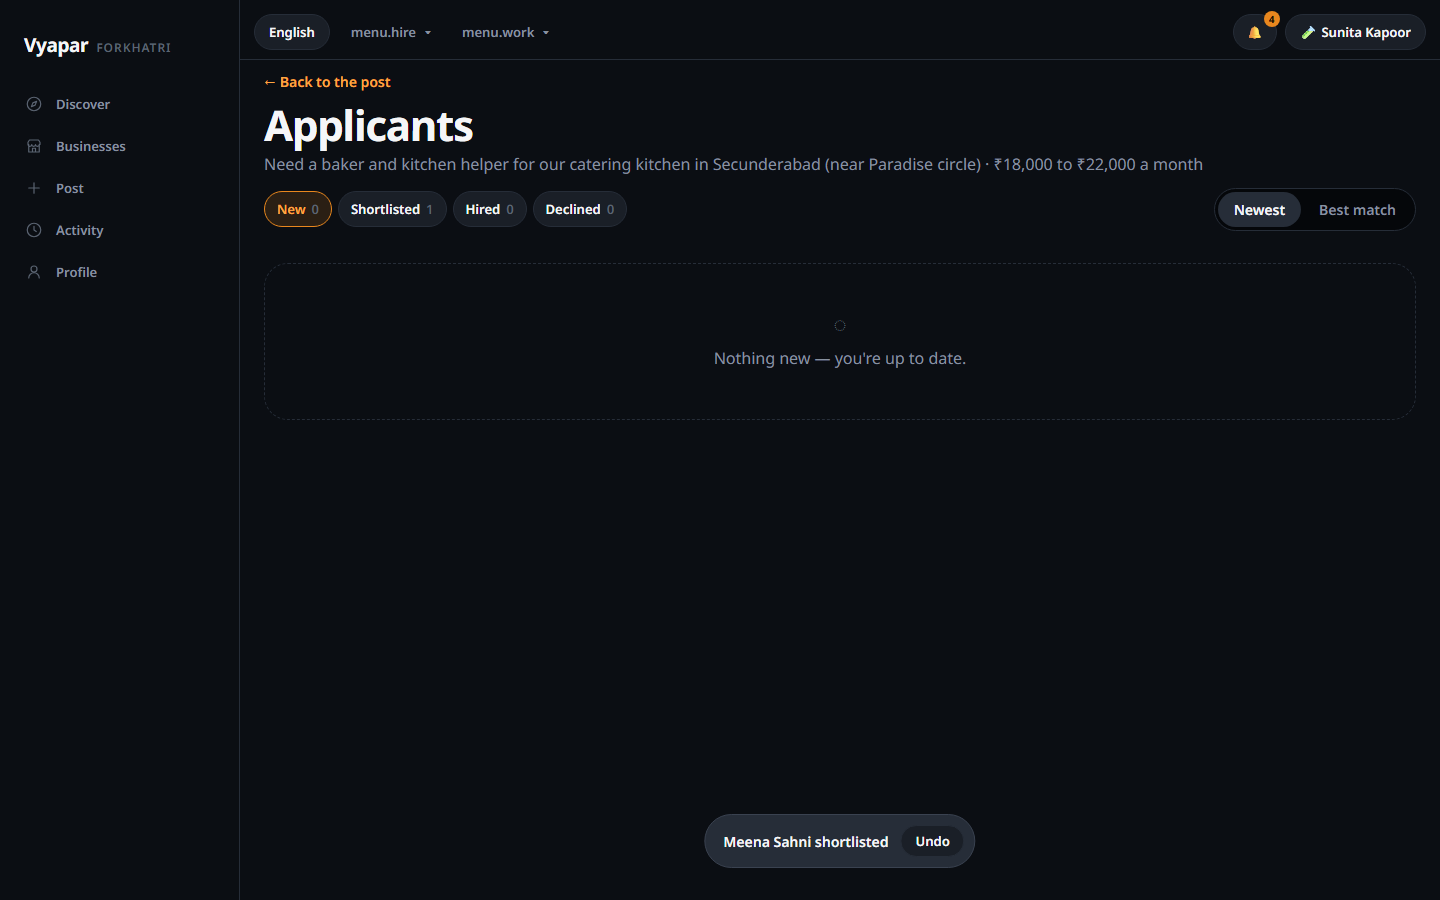 Vyapar FORKHATRI
Discover
Businesses
Post
Activity
Profile
English menu.hire menu.work
4
Sunita Kapoor
← Back to the post
Applicants
Need a baker and kitchen helper for our catering kitchen in Secunderabad (near Paradise circle) · ₹18,000 to ₹22,000 a month
New 0 Shortlisted 1 Hired 0 Declined 0
Newest Best match
Nothing new — you're up to date.
Meena Sahni shortlisted Undo